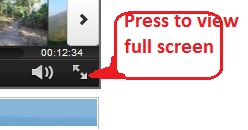 Press to view
full screen
00:12:34